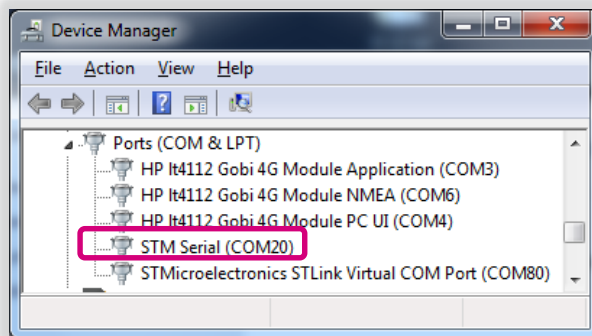 Device Manager
File Action View Help
Ports (COM & LPT)
HP lt4112 Gobi 4G Module Application (COM3)
HP lt4112 Gobi 4G Module NMEA (COM6)
HP lt4112 Gobi 4G Module PC UI (COM4)
STM Serial (COM20)
STMicroelectronics STLink Virtual COM Port (COM80)